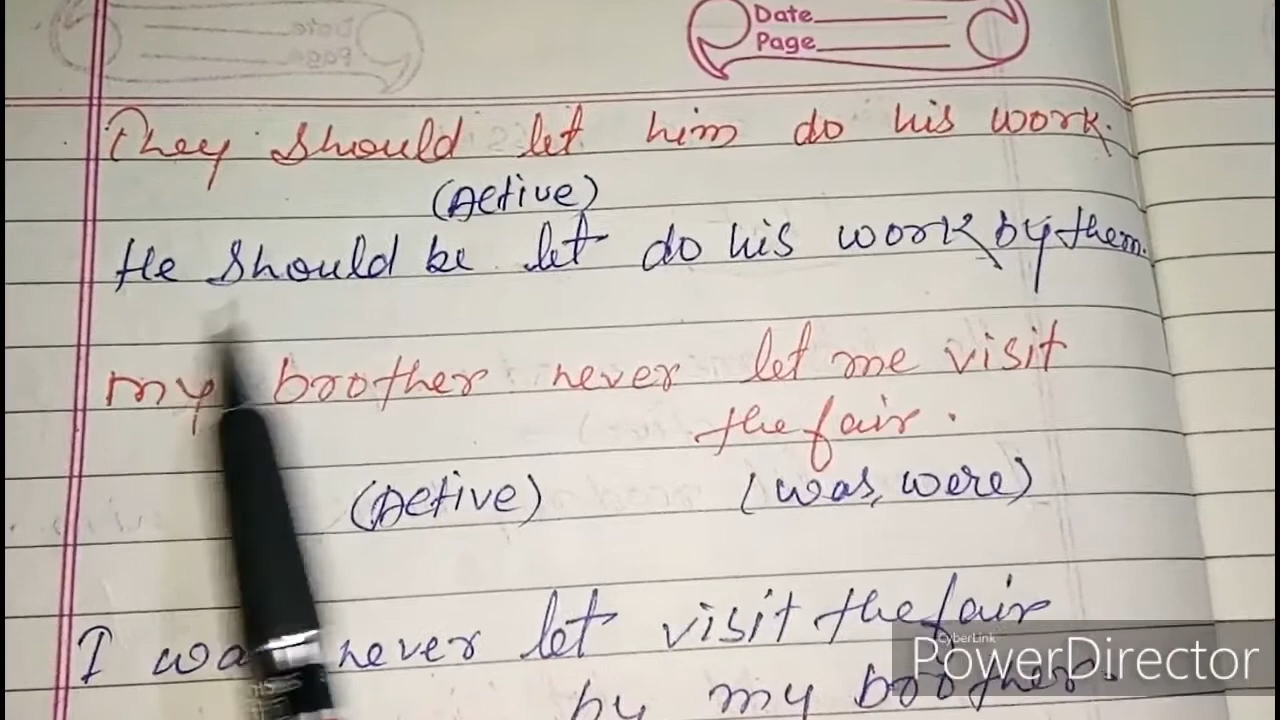 Date
Page
They should let him do his work.
(Active)
He should be let do his work by them.
my brother never let me visit
the fair.
(Active) (was, were)
I was never let visit the fair
by my brother.
CyberLink
PowerDirector